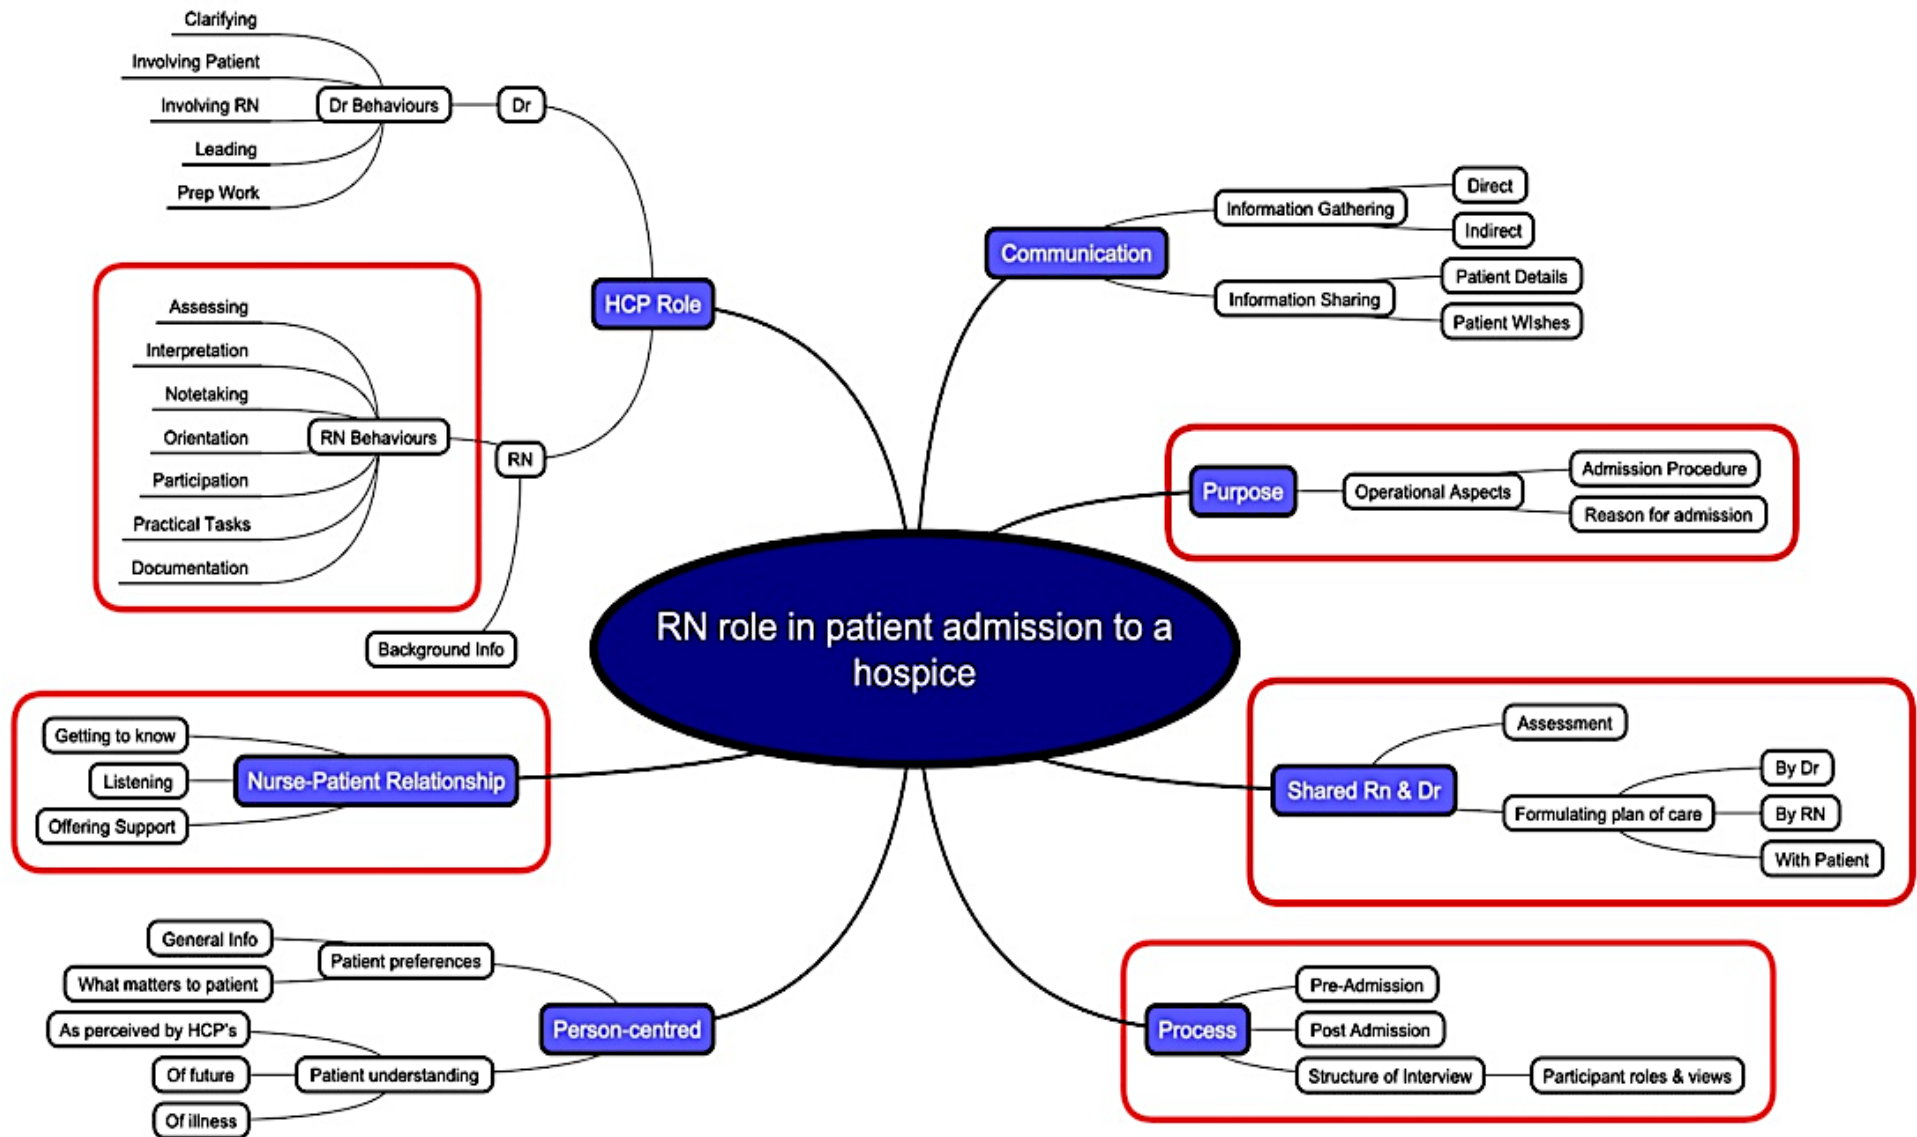 Clarifying
Involving Patient
Involving RN
Leading
Prep Work
Dr Behaviours
Dr
HCP Role
Assessing
Interpretation
Notetaking
Orientation
Participation
Practical Tasks
Documentation
RN Behaviours
RN
Background Info
Communication
Information Gathering
Direct
Indirect
Information Sharing
Patient Details
Patient WIshes
Purpose
Operational Aspects
Admission Procedure
Reason for admission
RN role in patient admission to a
hospice
Getting to know
Listening
Offering Support
Nurse-Patient Relationship
Shared Rn & Dr
Assessment
Formulating plan of care
By Dr
By RN
With Patient
General Info
What matters to patient
Patient preferences
As perceived by HCP's
Of future
Of illness
Patient understanding
Person-centred
Process
Pre-Admission
Post Admission
Structure of Interview
Participant roles & views